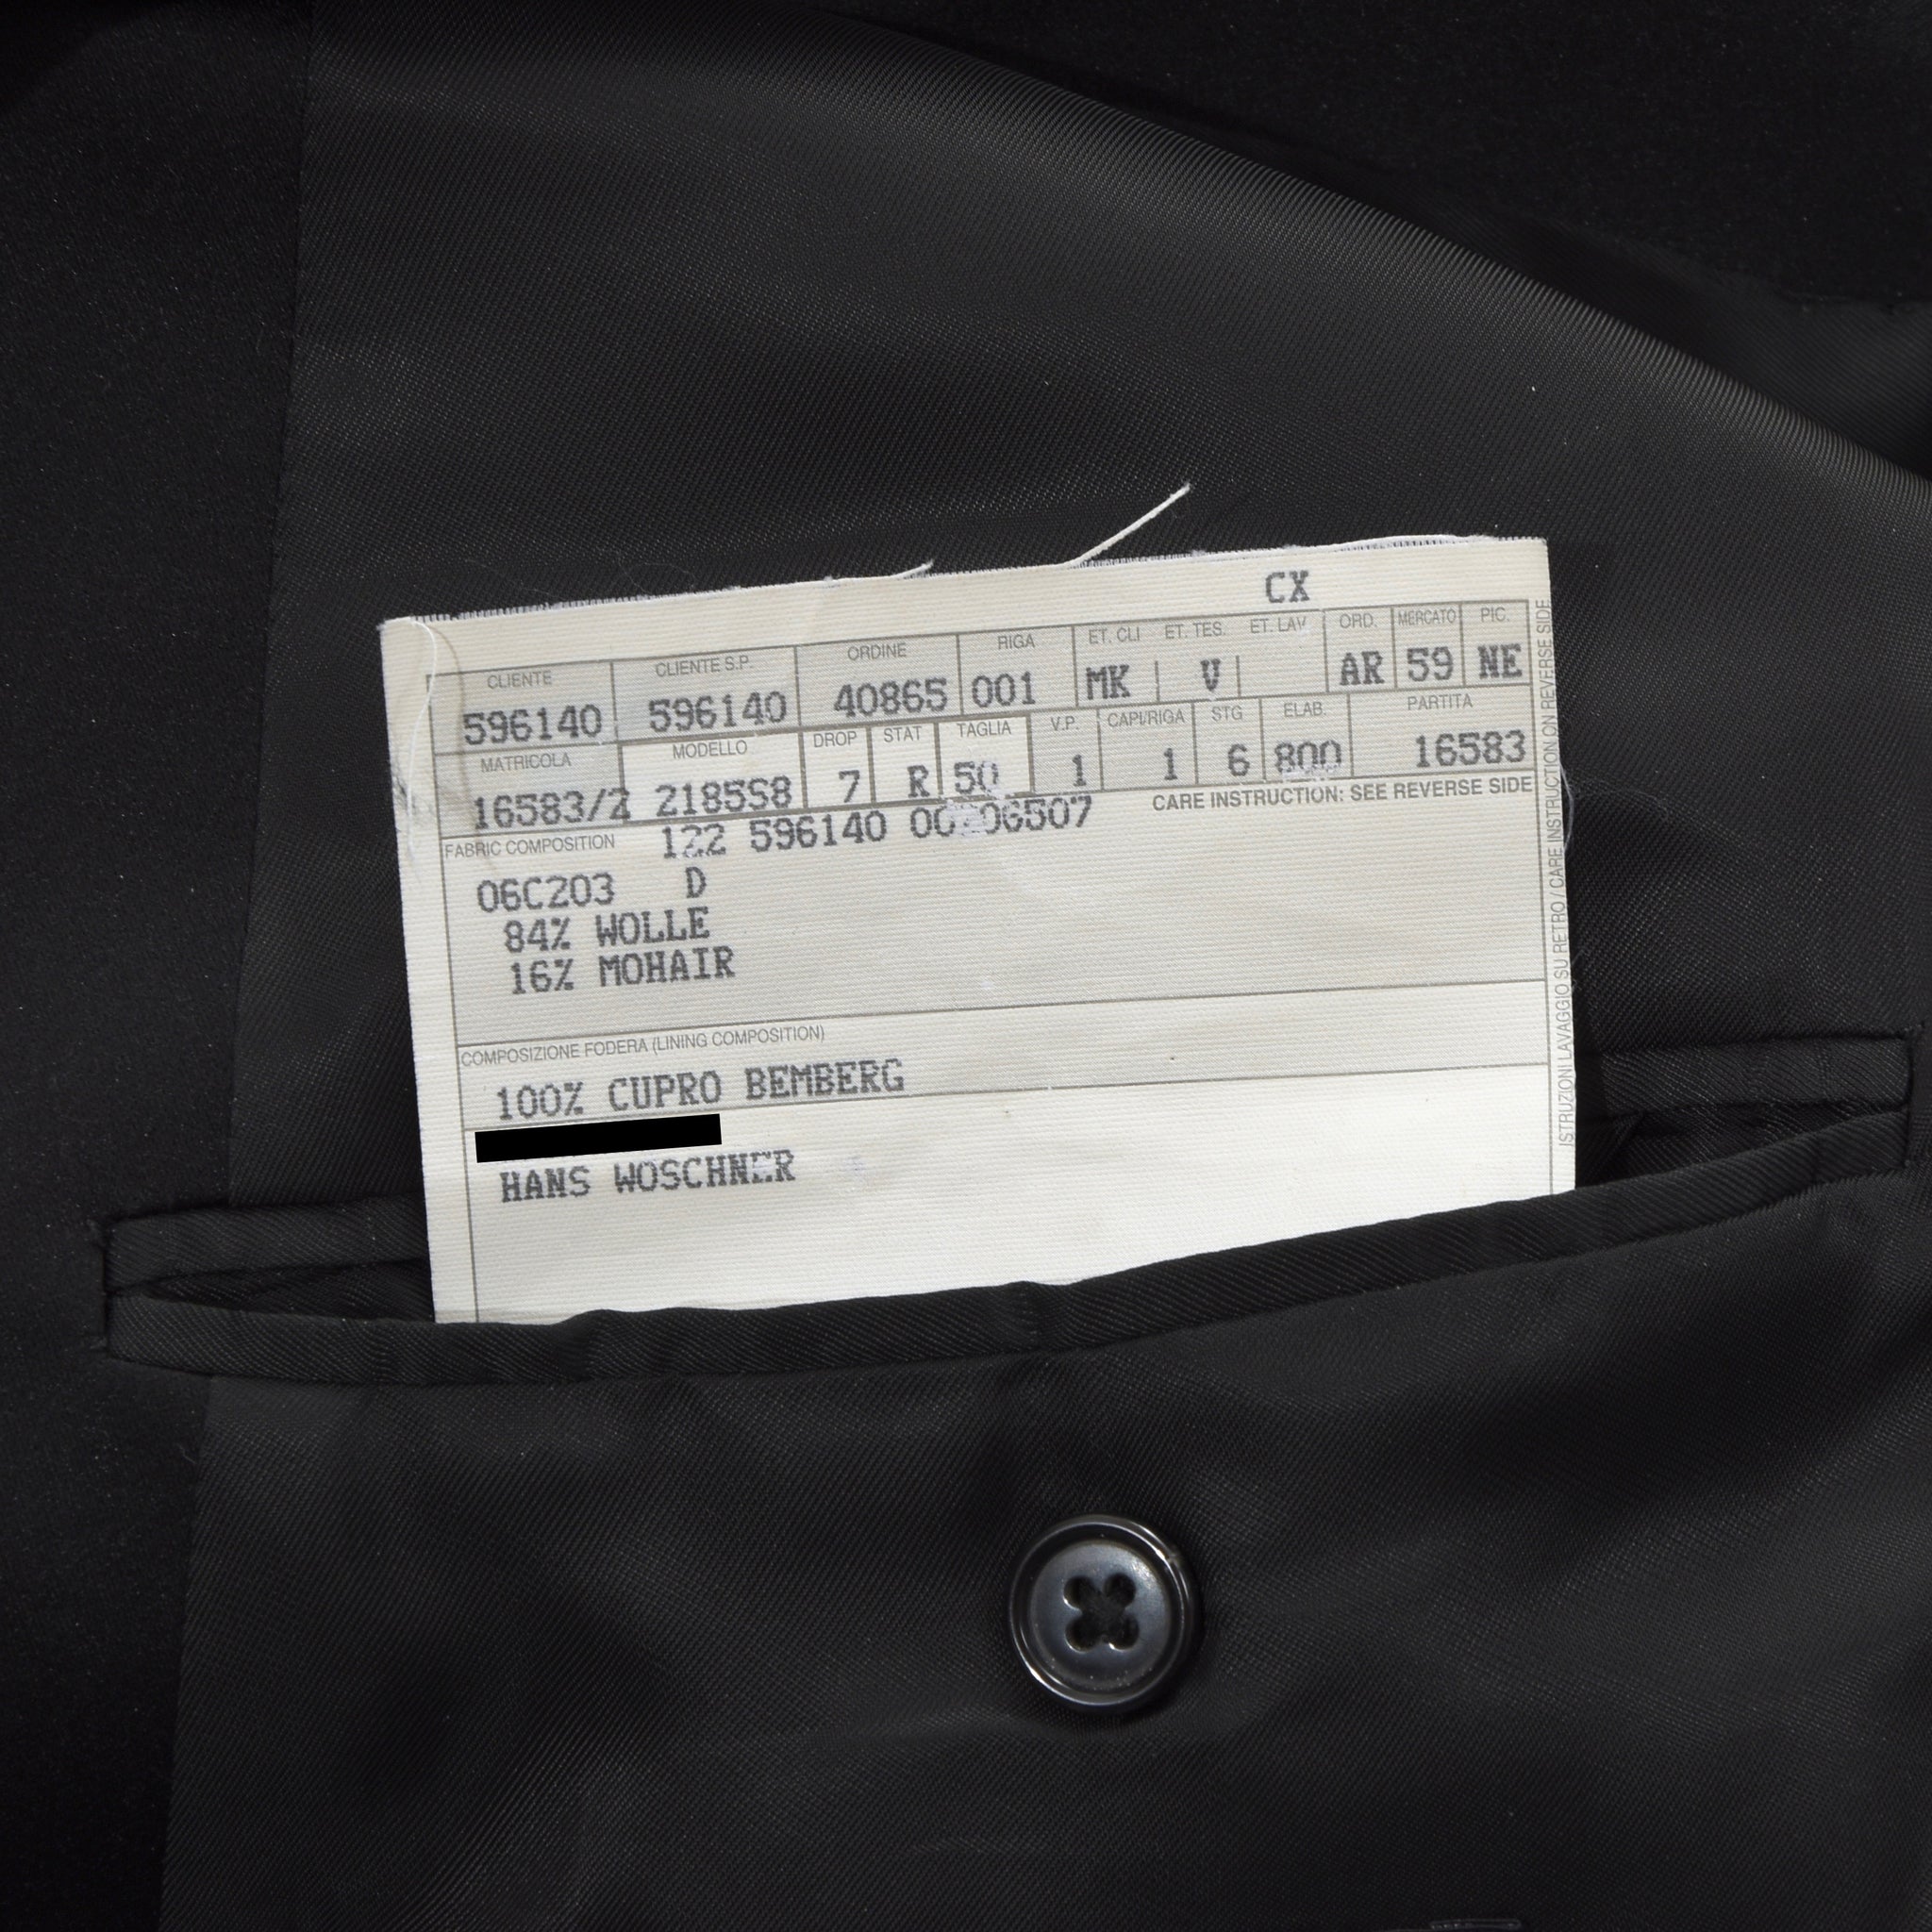 CX
CLIENTE CLIENTE S.P. ORDINE RIGA ET. CLI ET. TES. ET. LAV ORD. MERCATO PIC.
596140 596140 40865 001 MK V AR 59 NE
MATRICOLA MODELLO DROP STAT TAGLIA V.P. CAPI/RIGA STG ELAB. PARTITA
16583/2 2185S8 7 R 50 1 1 6 800 16583
FABRIC COMPOSITION 122 596140 CARE INSTRUCTION: SEE REVERSE SIDE
06C203 D
84% WOLLE
16% MOHAIR
COMPOSIZIONE FODERA (LINING COMPOSITION)
100% CUPRO BEMBERG
HANS WOSCHNER
ISTRUZIONI LAVAGGIO SU RETRO / CARE INSTRUCTION ON REVERSE SIDE